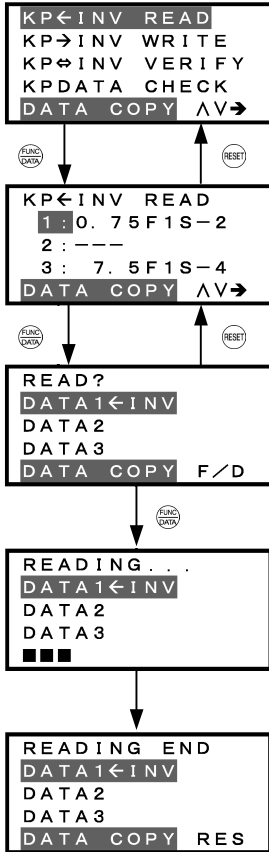 KP←INV READ
KP→INV WRITE
KP⇔INV VERIFY
KPDATA CHECK
DATA COPY ∧∨→
FUNC DATA RESET
KP←INV READ
1:0.75F1S−2
2:−−−
3: 7.5F1S−4
DATA COPY ∧∨→
FUNC DATA RESET
READ?
DATA1←INV
DATA2
DATA3
DATA COPY F/D
FUNC DATA
READING...
DATA1←INV
DATA2
DATA3
■■■
READING END
DATA1←INV
DATA2
DATA3
DATA COPY RES